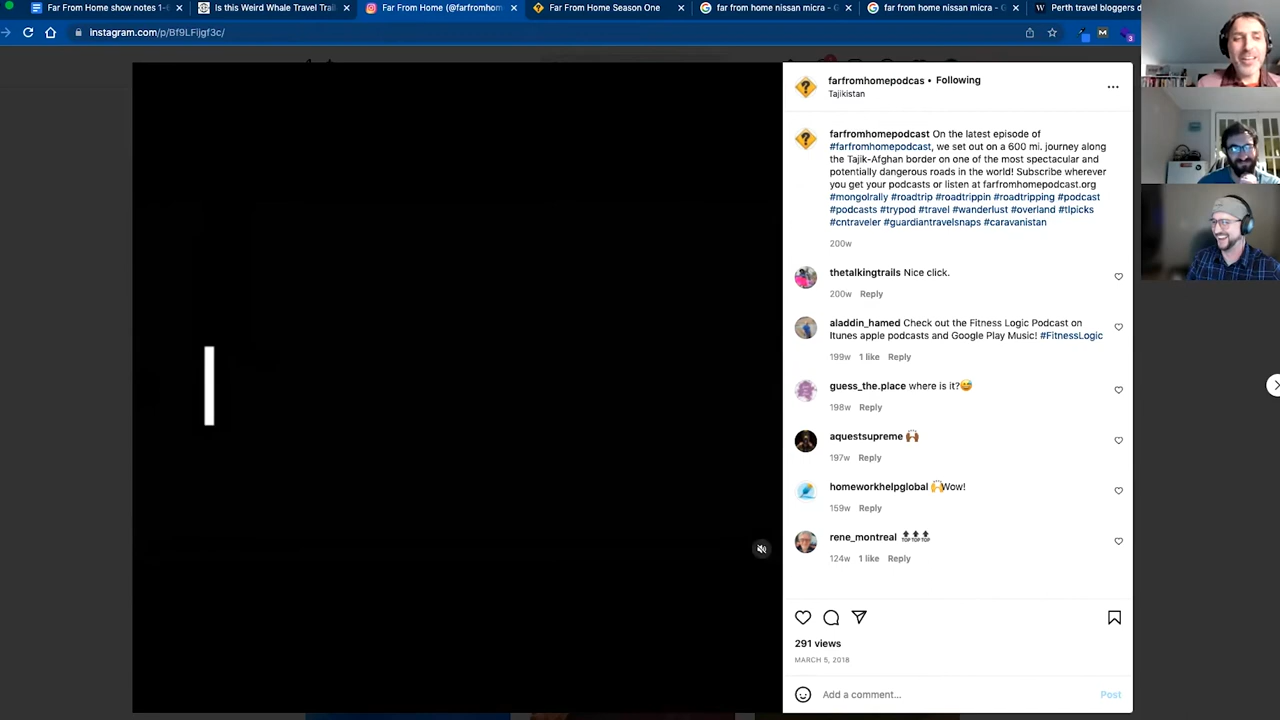 Far From Home show notes 1-6
Is this Weird Whale Travel Trail
Far From Home (@farfromhom
Far From Home Season One
far from home nissan micra - G
far from home nissan micra - G
Perth travel bloggers d
instagram.com/p/Bf9LFijgf3c/
farfromhomepodcas • Following
Tajikistan
farfromhomepodcast On the latest episode of
#farfromhomepodcast, we set out on a 600 mi. journey along
the Tajik-Afghan border on one of the most spectacular and
potentially dangerous roads in the world! Subscribe wherever
you get your podcasts or listen at farfromhomepodcast.org
#mongolrally #roadtrip #roadtrippin #roadtripping #podcast
#podcasts #trypod #travel #wanderlust #overland #tlpicks
#cntraveler #guardiantravelsnaps #caravanistan
200w
thetalkingtrails Nice click.
200w Reply
aladdin_hamed Check out the Fitness Logic Podcast on
Itunes apple podcasts and Google Play Music! #FitnessLogic
199w 1 like Reply
guess_the.place where is it?😅
198w Reply
aquestsupreme 🙌🏾
197w Reply
homeworkhelpglobal 🙌Wow!
159w Reply
rene_montreal 🔝🔝🔝
124w 1 like Reply
291 views
MARCH 5, 2018
Add a comment... Post